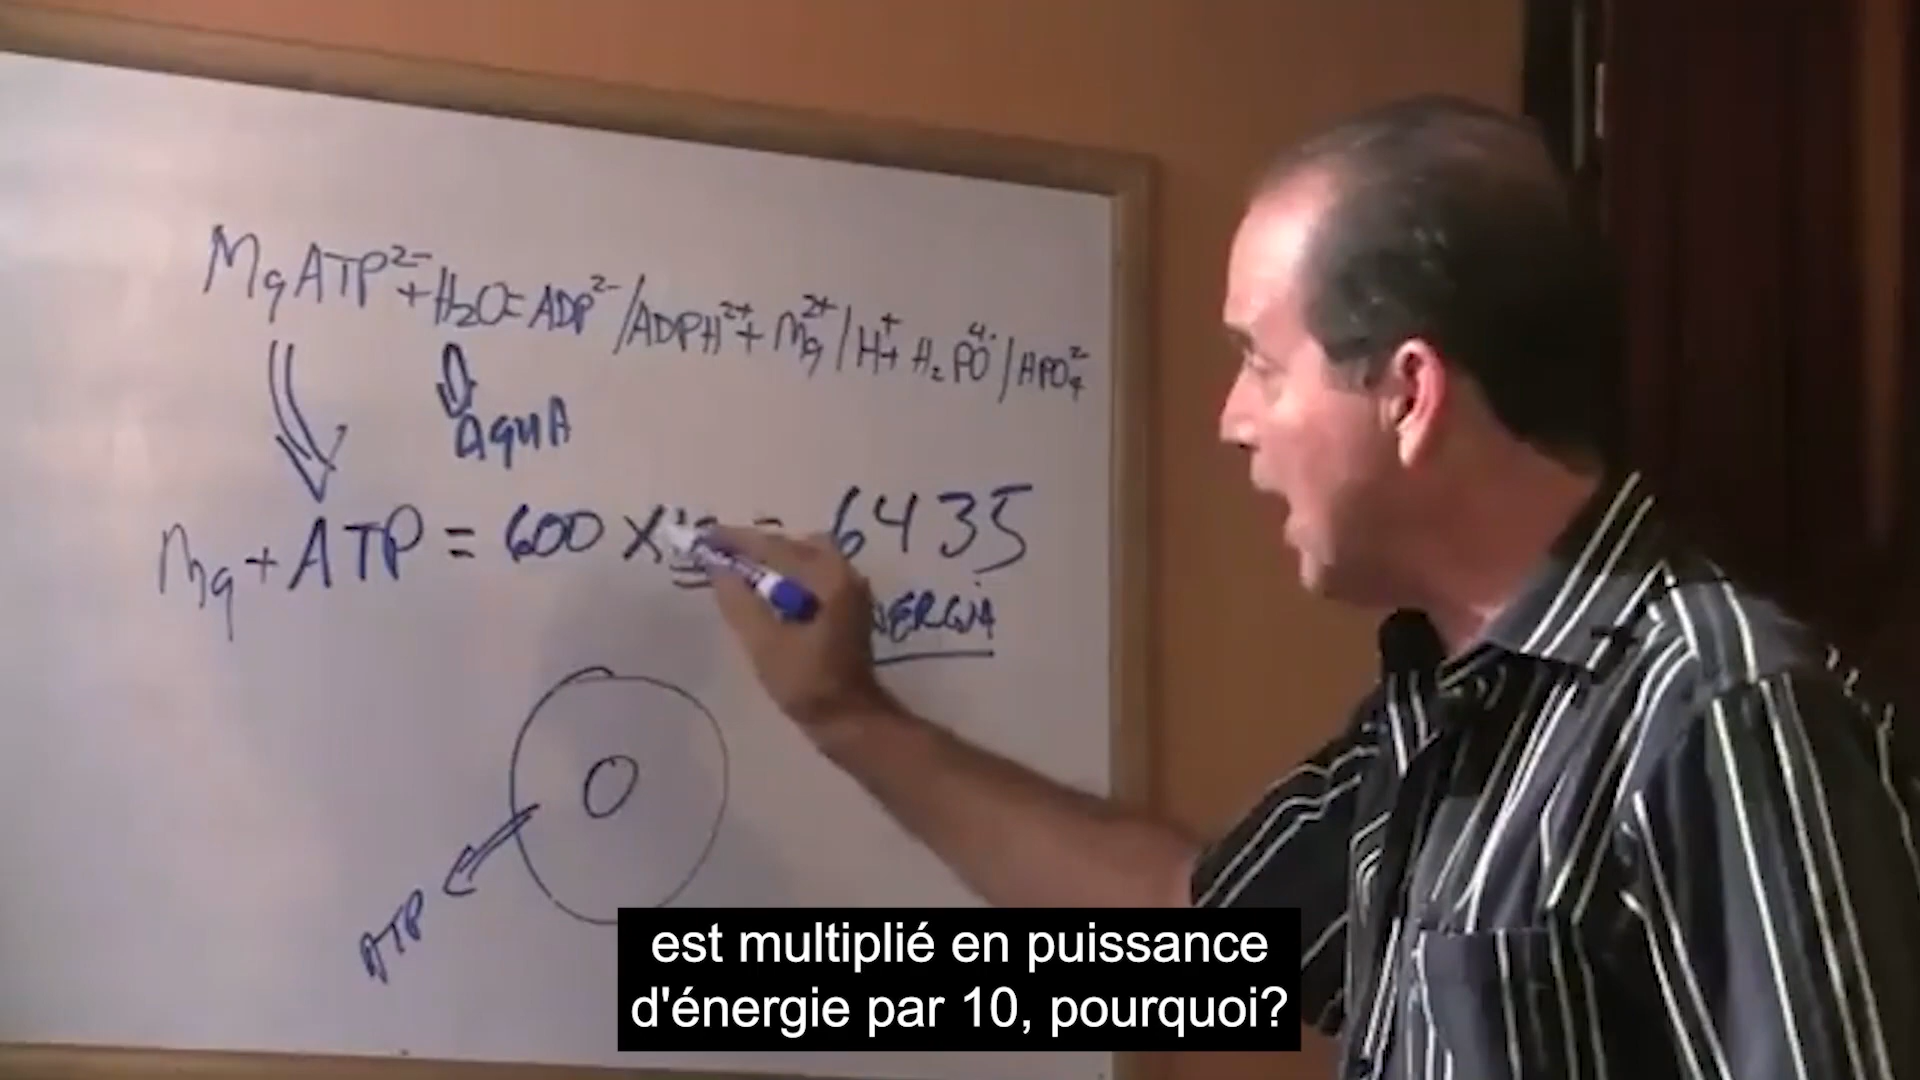 MgATP²⁻+H₂O=ADP²⁻/ADPH²⁺+Mg²⁺/H⁺+H₂PO⁴⁻/HPO₄²⁻
AguA
Mg+ATP = 600 x = 6435
NERGIA
ATP
est multiplié en puissance
d'énergie par 10, pourquoi?